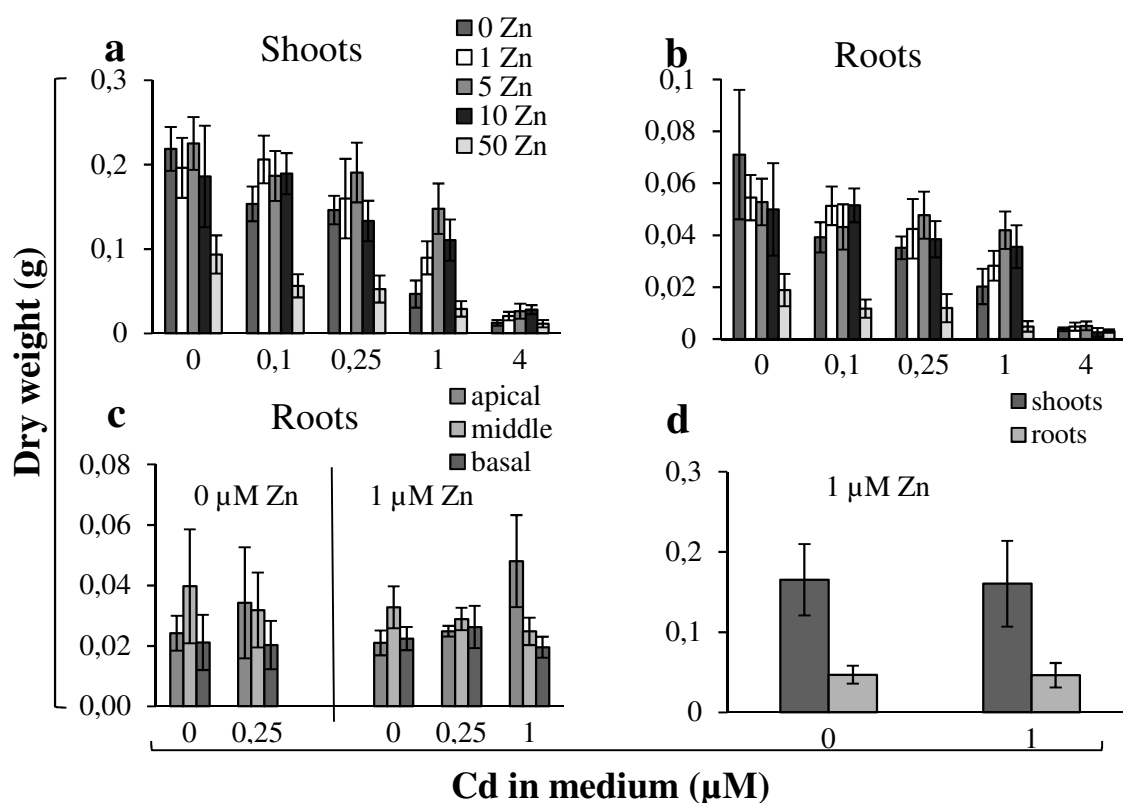 a
Shoots
0 Zn
1 Zn
5 Zn
10 Zn
50 Zn
0,3
0,2
0,1
0
0
0,1
0,25
1
4
b
Roots
0,1
0,08
0,06
0,04
0,02
0
0
0,1
0,25
1
4
Dry weight (g)
c
Roots
apical
middle
basal
0,08
0,06
0,04
0,02
0,00
0 µM Zn
1 µM Zn
0
0,25
0
0,25
1
d
shoots
roots
0,3
0,2
0,1
0
1 µM Zn
0
1
Cd in medium (µM)